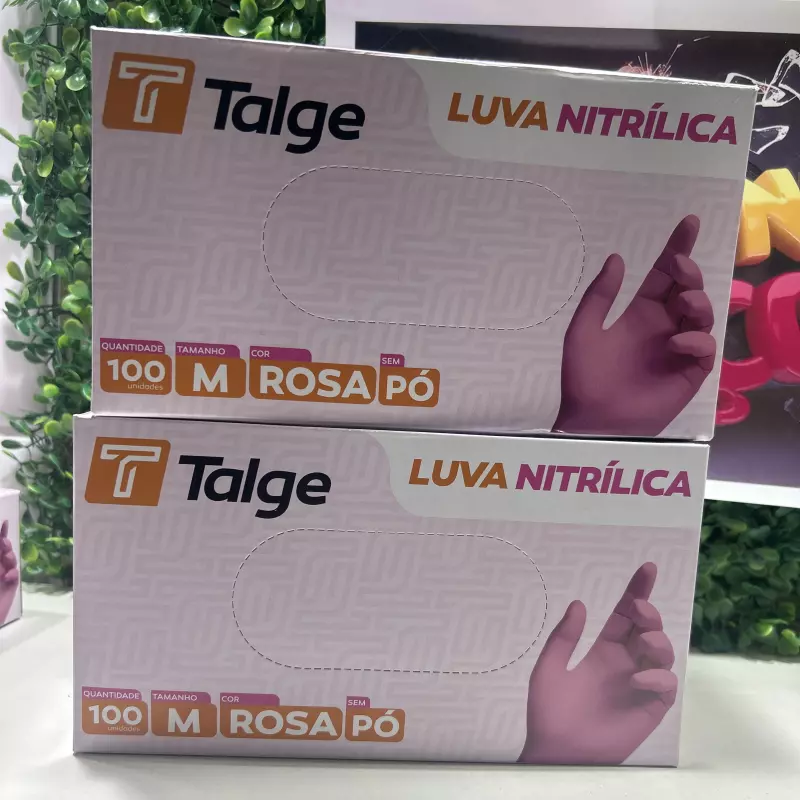 T Talge
LUVA NITRÍLICA
QUANTIDADE TAMANHO COR SEM
100 M ROSA PÓ
unidades
T Talge
LUVA NITRÍLICA
QUANTIDADE TAMANHO COR SEM
100 M ROSA PÓ
unidades